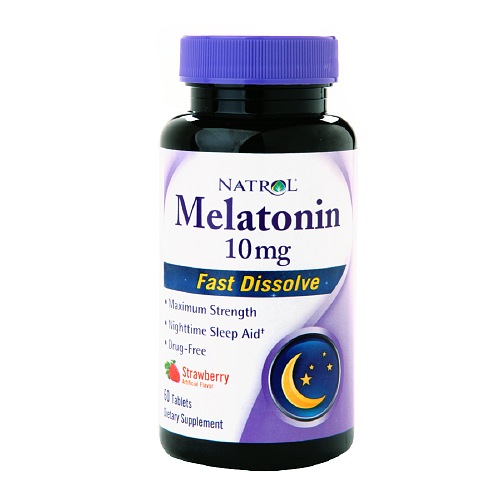 NATROL®
Melatonin
10mg
Fast Dissolve
• Maximum Strength
• Nighttime Sleep Aid†
• Drug-Free
Strawberry
Artificial Flavor
60 Tablets
Dietary Supplement